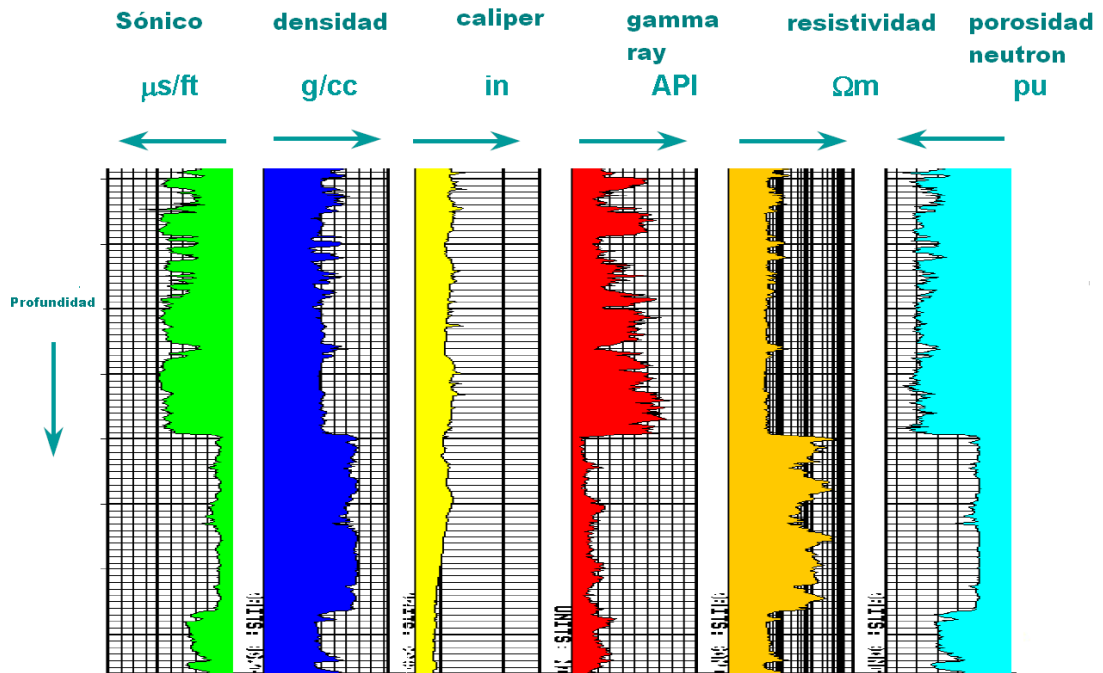 Sónico densidad caliper gamma ray resistividad porosidad neutron
μs/ft g/cc in API Ωm pu
Profundidad